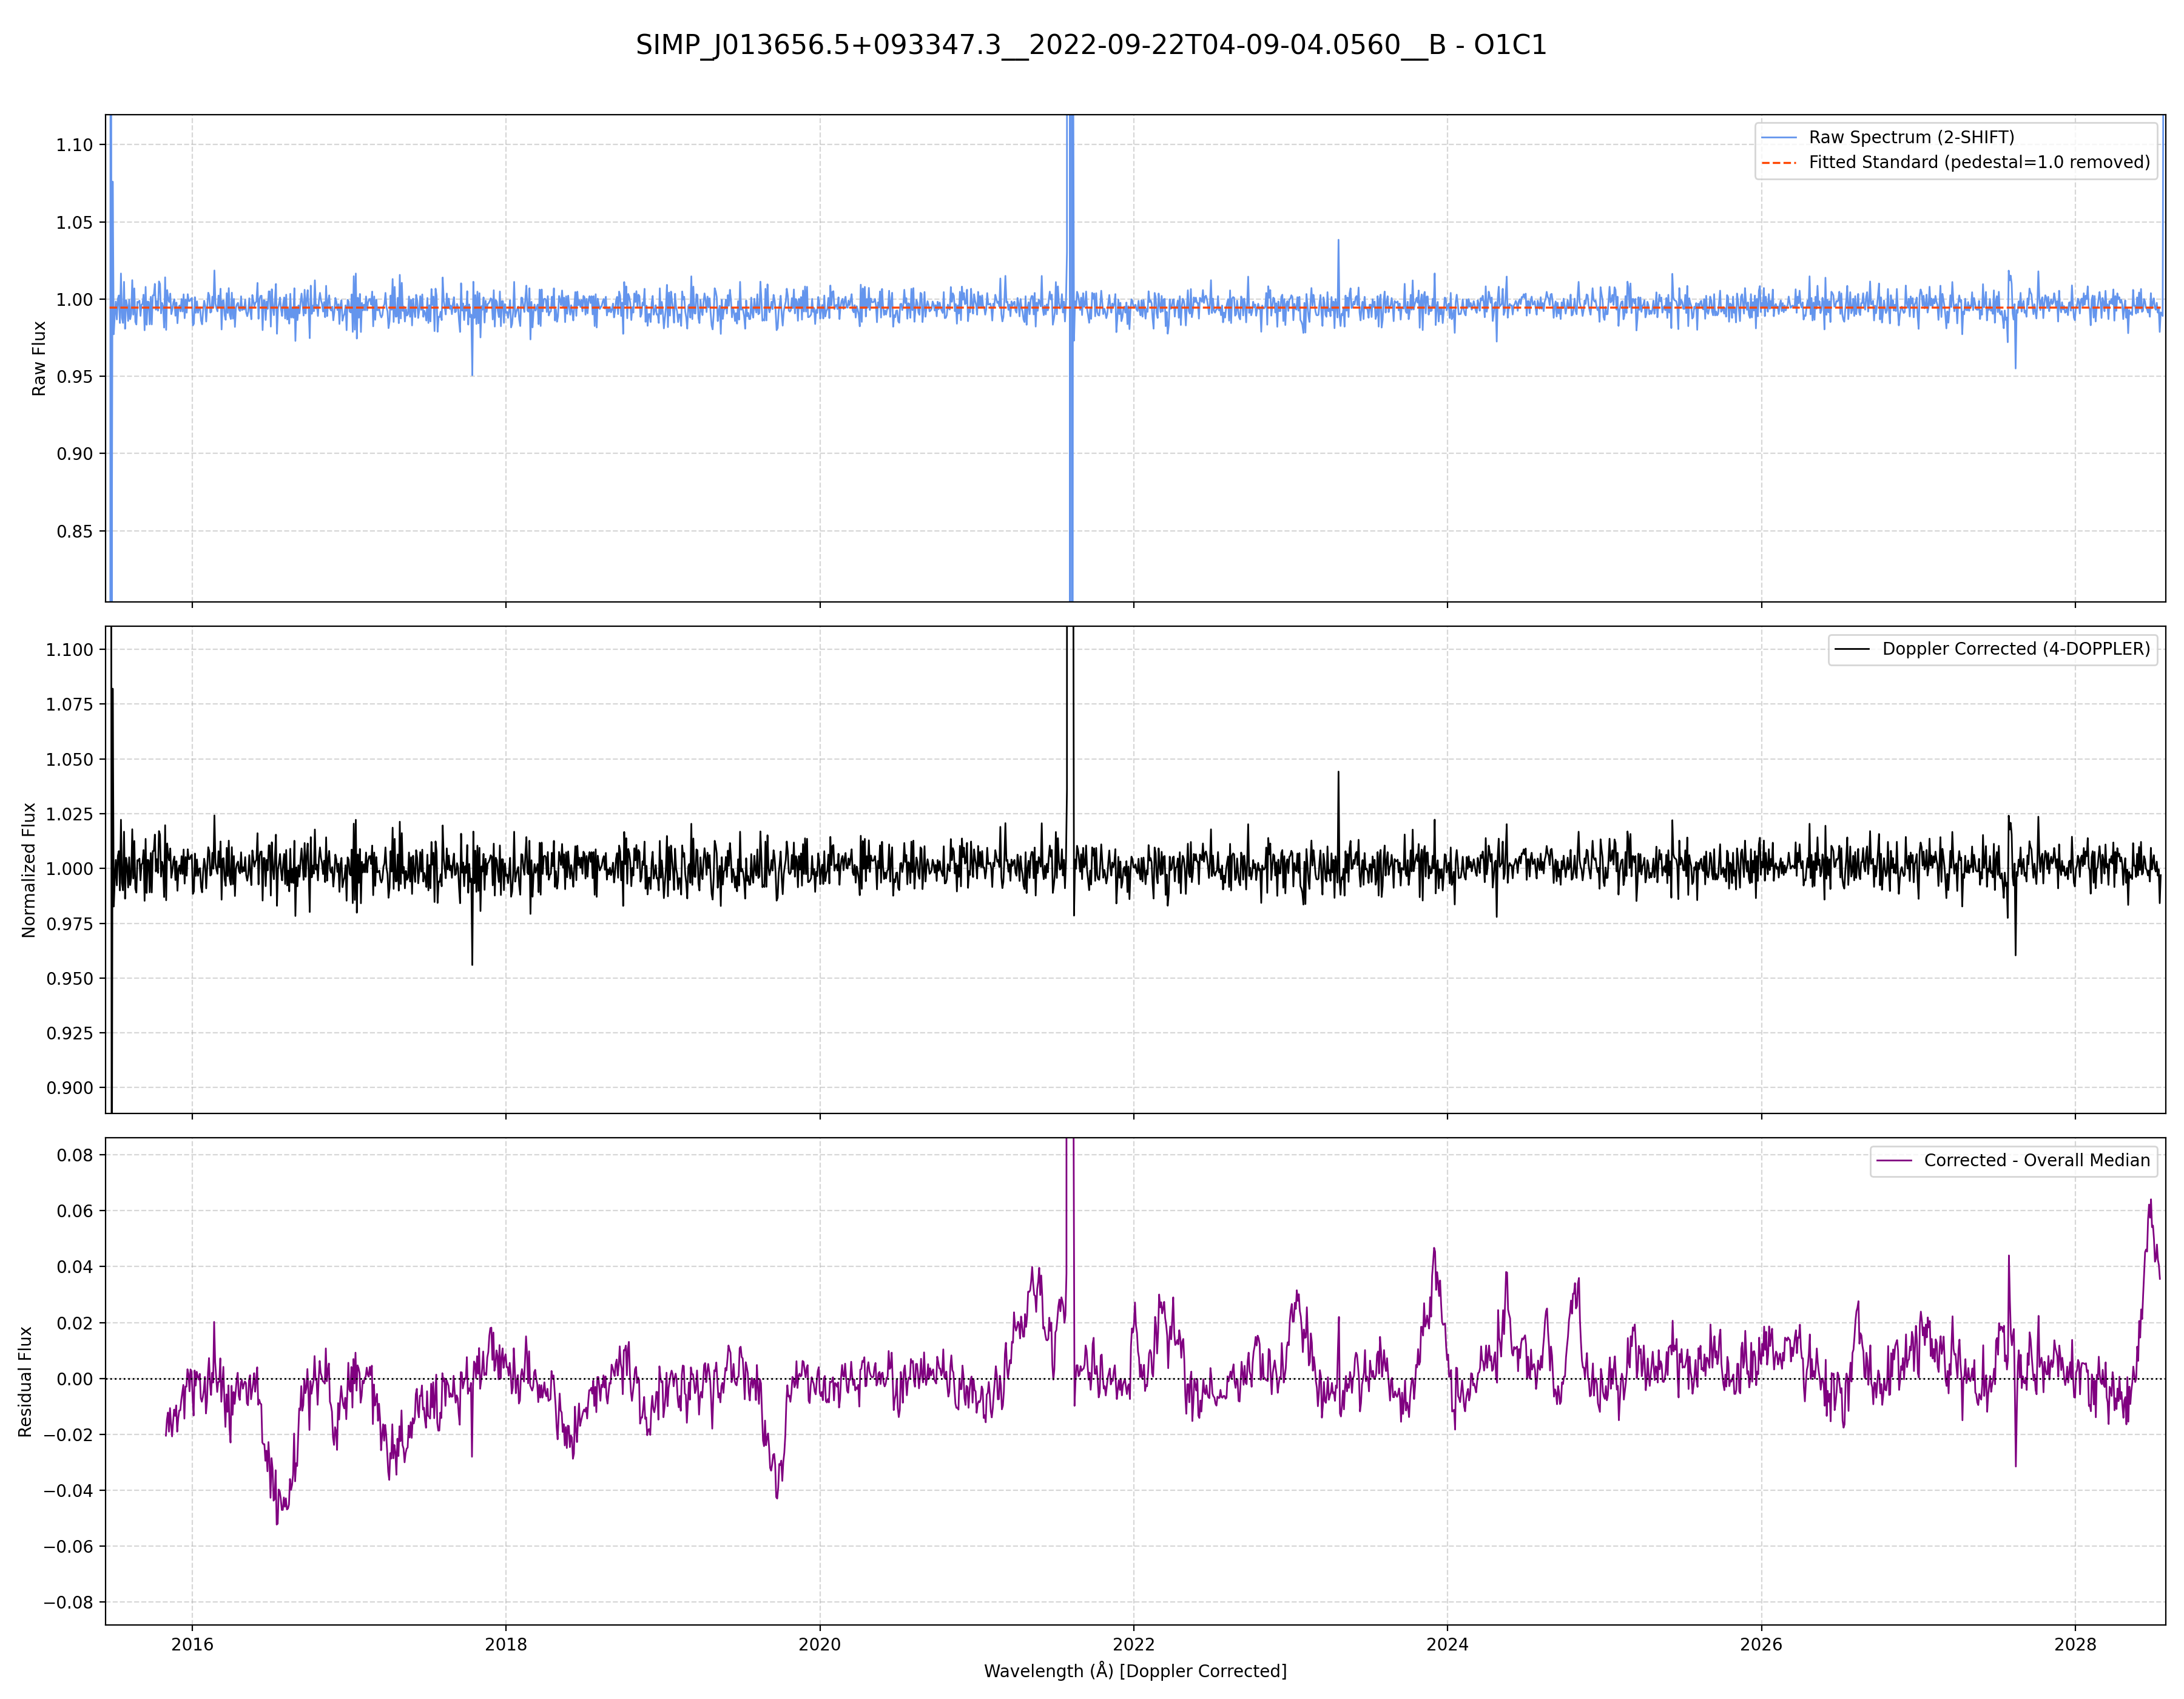 SIMP_J013656.5+093347.3__2022-09-22T04-09-04.0560__B - O1C1
1.10
1.05
1.00
0.95
0.90
0.85
Raw Flux
Raw Spectrum (2-SHIFT)
Fitted Standard (pedestal=1.0 removed)
1.100
1.075
1.050
1.025
1.000
0.975
0.950
0.925
0.900
Normalized Flux
Doppler Corrected (4-DOPPLER)
0.08
0.06
0.04
0.02
0.00
−0.02
−0.04
−0.06
−0.08
Residual Flux
Corrected - Overall Median
2016 2018 2020 2022 2024 2026 2028
Wavelength (Å) [Doppler Corrected]